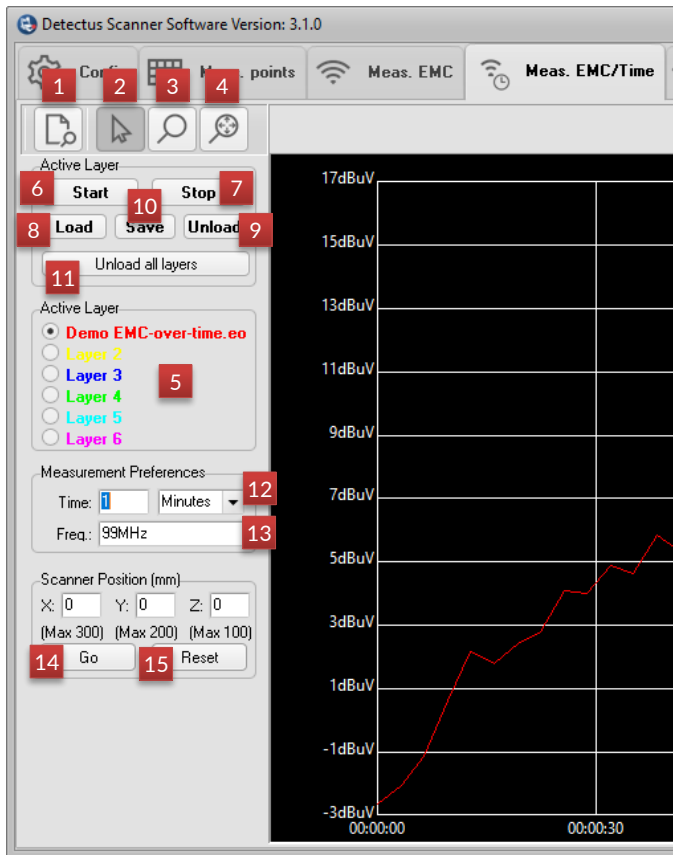 Detectus Scanner Software Version: 3.1.0
points Meas. EMC Meas. EMC/Time
1 2 3 4
Active Layer
6 Start Stop 7
10
8 Load Save Unload 9
Unload all layers
11
Active Layer
Demo EMC-over-time.eo
Layer 2
Layer 3
5
Layer 4
Layer 5
Layer 6
Measurement Preferences
Time: 1 Minutes 12
Freq.: 99MHz 13
Scanner Position (mm)
X: 0 Y: 0 Z: 0
(Max 300) (Max 200) (Max 100)
14 Go 15 Reset
17dBuV
15dBuV
13dBuV
11dBuV
9dBuV
7dBuV
5dBuV
3dBuV
1dBuV
-1dBuV
-3dBuV
00:00:00 00:00:30